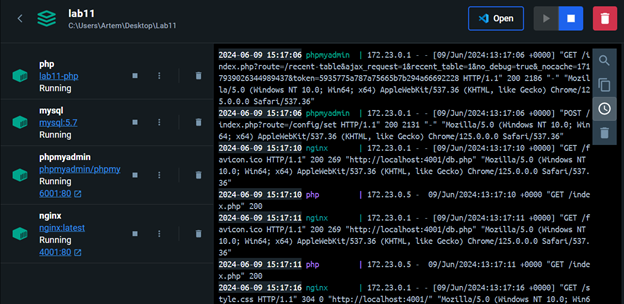 lab11
C:\Users\Artem\Desktop\Lab11
Open
php
lab11-php
Running
mysql
mysql:5.7
Running
phpmyadmin
phpmyadmin/phpmy
Running
6001:80
nginx
nginx:latest
Running
4001:80
2024-06-09 15:17:06 phpmyadmin | 172.23.0.1 - - [09/Jun/2024:13:17:06 +0000] "GET /i
ndex.php?route=/recent-table&ajax_request=1&recent_table=1&no_debug=true&_nocache=171
7939026344989437&token=5935775a787a75665b7b294a66692228 HTTP/1.1" 200 2186 "-" "Mozill
a/5.0 (Windows NT 10.0; Win64; x64) AppleWebKit/537.36 (KHTML, like Gecko) Chrome/12
5.0.0.0 Safari/537.36"
2024-06-09 15:17:06 phpmyadmin | 172.23.0.1 - - [09/Jun/2024:13:17:06 +0000] "POST /
index.php?route=/config/set HTTP/1.1" 200 2131 "-" "Mozilla/5.0 (Windows NT 10.0; Wi
n64; x64) AppleWebKit/537.36 (KHTML, like Gecko) Chrome/125.0.0.0 Safari/537.36"
2024-06-09 15:17:10 nginx | 172.23.0.1 - - [09/Jun/2024:13:17:10 +0000] "GET /f
avicon.ico HTTP/1.1" 200 269 "http://localhost:4001/db.php" "Mozilla/5.0 (Windows NT
10.0; Win64; x64) AppleWebKit/537.36 (KHTML, like Gecko) Chrome/125.0.0.0 Safari/537.
36"
2024-06-09 15:17:10 php | 172.23.0.5 - 09/Jun/2024:13:17:10 +0000 "GET /inde
x.php" 200
2024-06-09 15:17:11 nginx | 172.23.0.1 - - [09/Jun/2024:13:17:11 +0000] "GET /f
avicon.ico HTTP/1.1" 200 269 "http://localhost:4001/db.php" "Mozilla/5.0 (Windows NT
10.0; Win64; x64) AppleWebKit/537.36 (KHTML, like Gecko) Chrome/125.0.0.0 Safari/537.
36"
2024-06-09 15:17:11 php | 172.23.0.5 - 09/Jun/2024:13:17:11 +0000 "GET /inde
x.php" 200
2024-06-09 15:17:16 nginx | 172.23.0.1 - - [09/Jun/2024:13:17:16 +0000] "GET /s
tyle.css HTTP/1.1" 304 0 "http://localhost:4001/" "Mozilla/5.0 (Windows NT 10.0; Win6